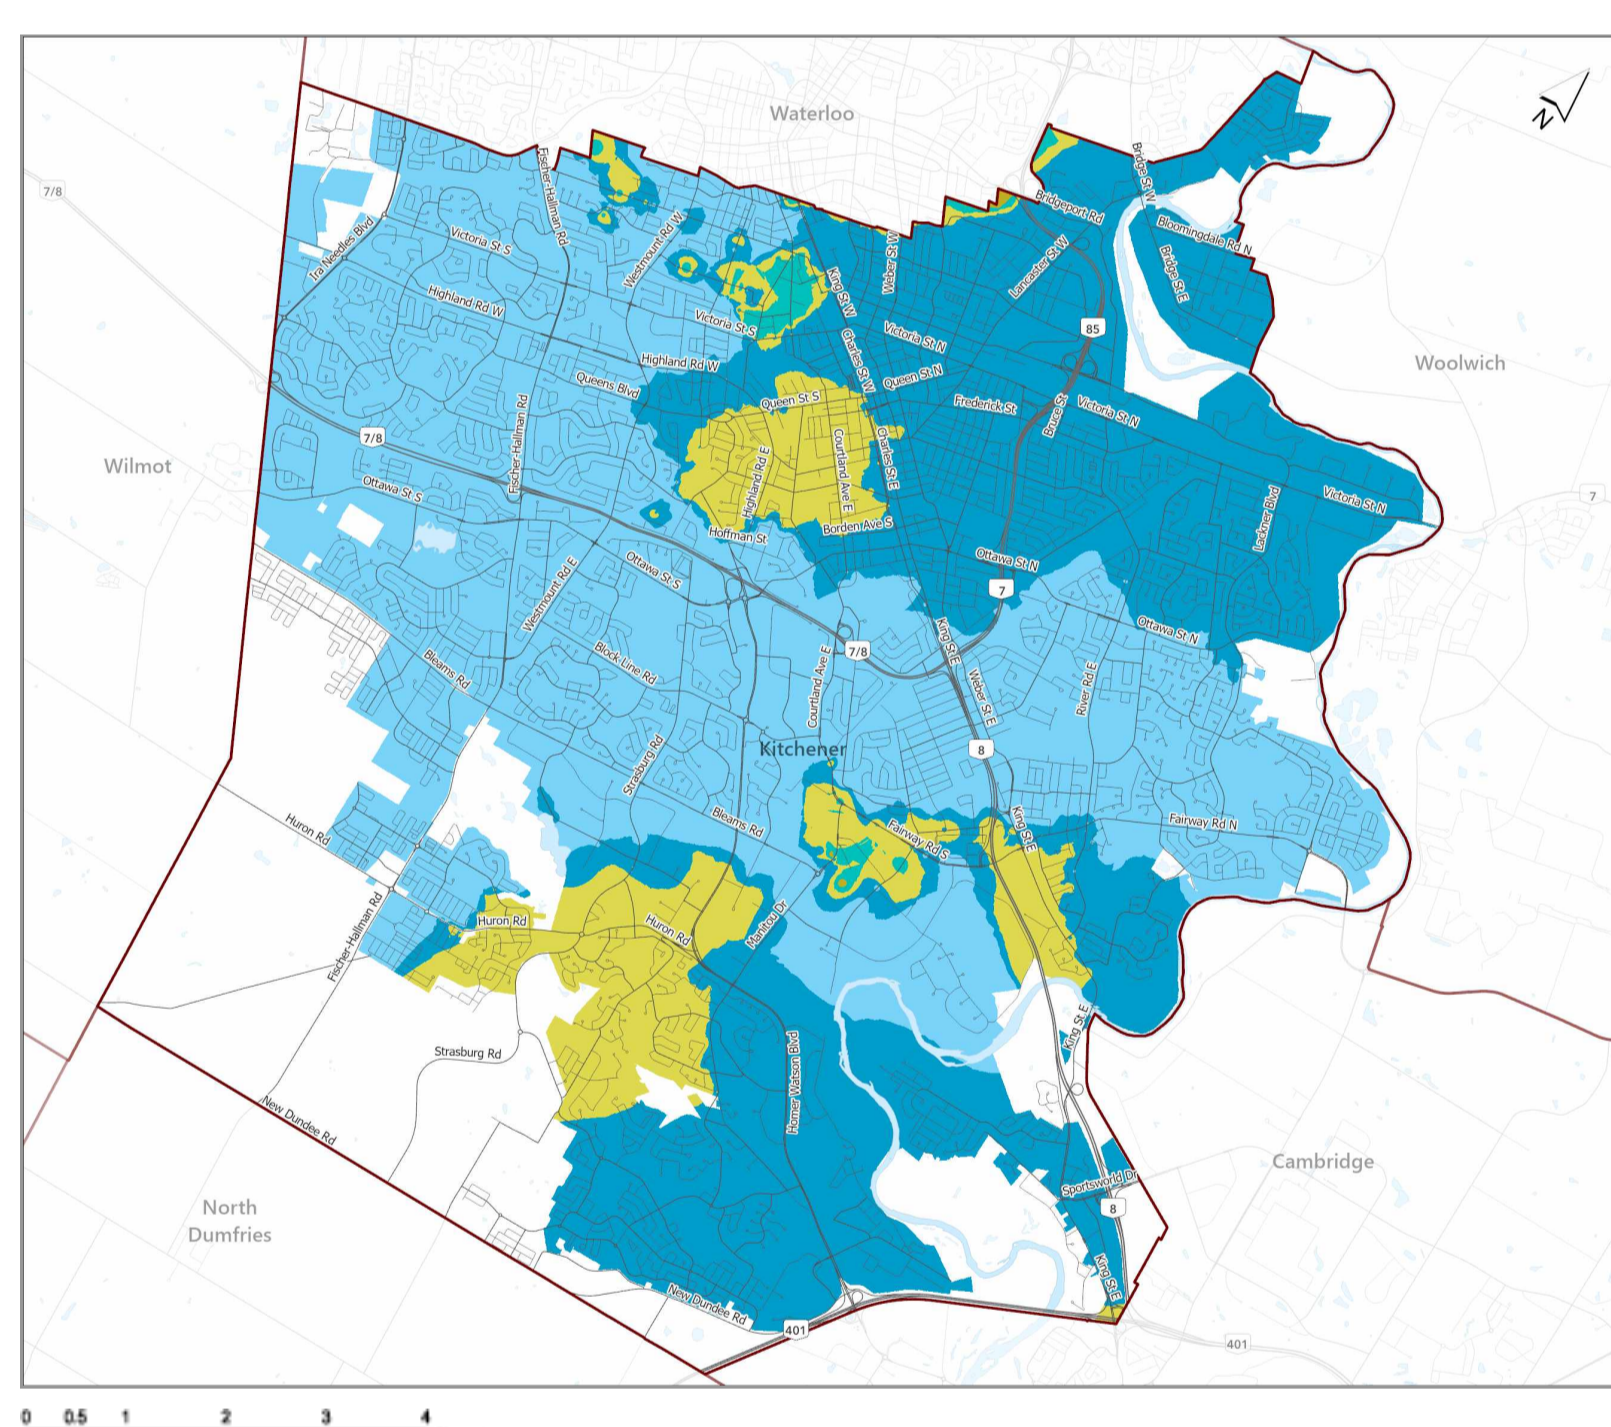 Waterloo
N
7/8
Fischer-Hallman Rd
Bridge St W
Bridgeport Rd
Bloomingdale Rd N
Ira Needles Blvd
Victoria St S
Westmount Rd W
Weber St W
Lancaster St W
Bridge St E
King St W
Highland Rd W
Victoria St S
Victoria St N
85
Charles St W
Woolwich
Highland Rd W
Queens Blvd
Queen St N
Queen St S
Frederick St
Bruce St
Victoria St N
7/8
Fischer-Hallman Rd
Wilmot
Ottawa St S
Highland Rd E
Courtland Ave E
Charles St E
Lackner Blvd
Victoria St N
7
Hoffman St
Borden Ave S
Ottawa St N
Ottawa St S
Westmount Rd E
7
Ottawa St N
King St E
7/8
Block Line Rd
Bleams Rd
Courtland Ave E
Weber St E
River Rd E
Kitchener
8
Strasburg Rd
Huron Rd
Bleams Rd
Fairway Rd S
King St E
Fairway Rd N
Huron Rd
Huron Rd
Manitou Dr
Fischer-Hallman Rd
Strasburg Rd
King St E
Homer Watson Blvd
New Dundee Rd
Cambridge
Sportsworld Dr
8
North
Dumfries
King St E
New Dundee Rd
401
401
0 0.5 1 2 3 4